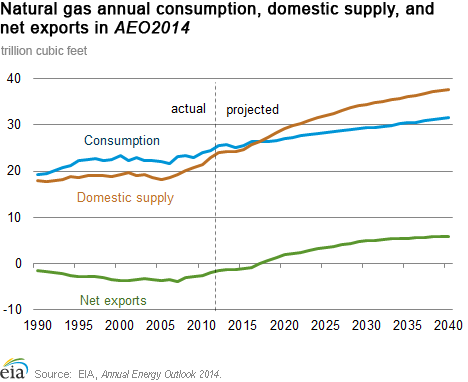 Natural gas annual consumption, domestic supply, and
net exports in AEO2014
trillion cubic feet
40
30
20
10
0
-10
actual
projected
Consumption
Domestic supply
Net exports
1990 1995 2000 2005 2010 2015 2020 2025 2030 2035 2040
eia Source: EIA, Annual Energy Outlook 2014.